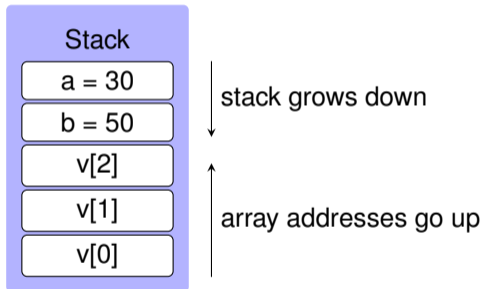 Stack
a = 30
stack grows down
b = 50
v[2]
v[1]
array addresses go up
v[0]